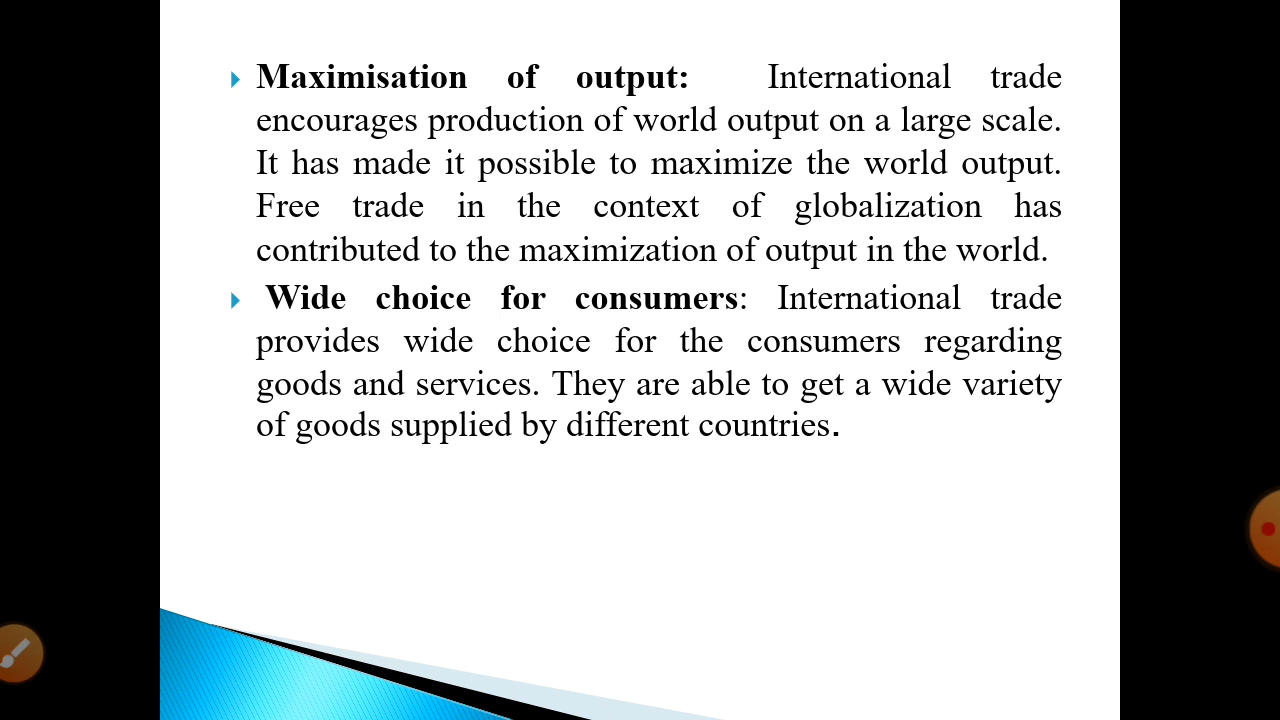 Maximisation of output: International trade
encourages production of world output on a large scale.
It has made it possible to maximize the world output.
Free trade in the context of globalization has
contributed to the maximization of output in the world.
Wide choice for consumers: International trade
provides wide choice for the consumers regarding
goods and services. They are able to get a wide variety
of goods supplied by different countries.